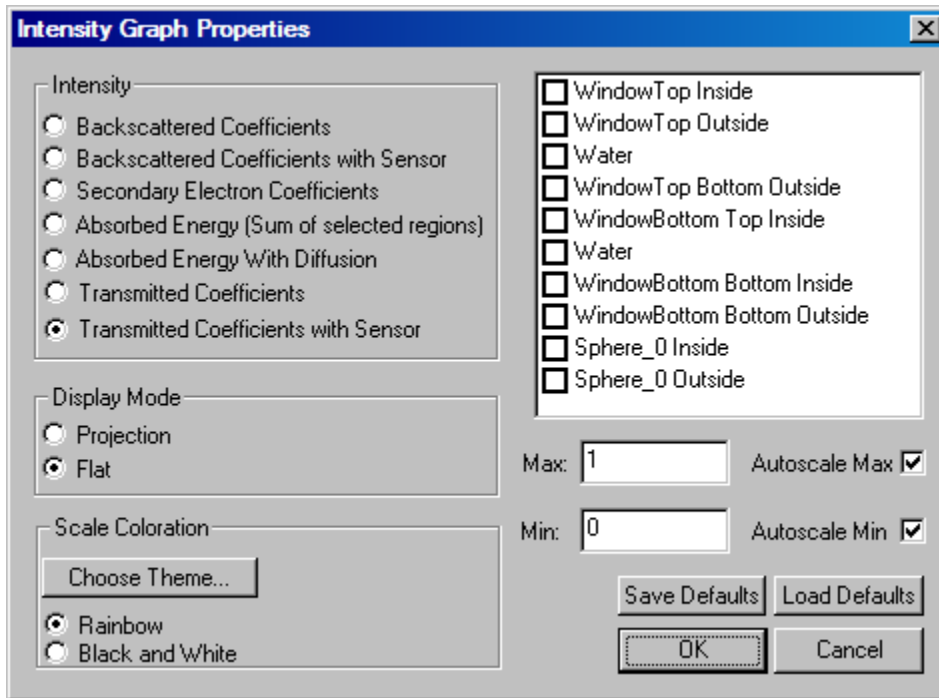 Intensity Graph Properties
Intensity
Backscattered Coefficients
Backscattered Coefficients with Sensor
Secondary Electron Coefficients
Absorbed Energy (Sum of selected regions)
Absorbed Energy With Diffusion
Transmitted Coefficients
Transmitted Coefficients with Sensor
Display Mode
Projection
Flat
Scale Coloration
Choose Theme...
Rainbow
Black and White
WindowTop Inside
WindowTop Outside
Water
WindowTop Bottom Outside
WindowBottom Top Inside
Water
WindowBottom Bottom Inside
WindowBottom Bottom Outside
Sphere_0 Inside
Sphere_0 Outside
Max: 1 Autoscale Max
Min: 0 Autoscale Min
Save Defaults Load Defaults
OK Cancel